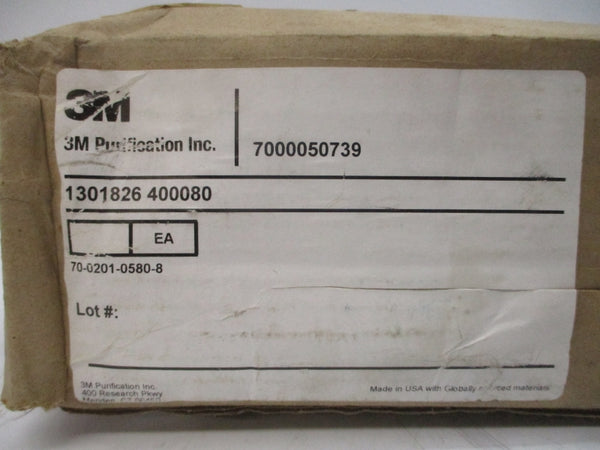 3M
3M Purification Inc.
7000050739
1301826 400080
EA
70-0201-0580-8
Lot #:
3M Purification Inc.
400 Research Pkwy
Made in USA with Globally sourced materials